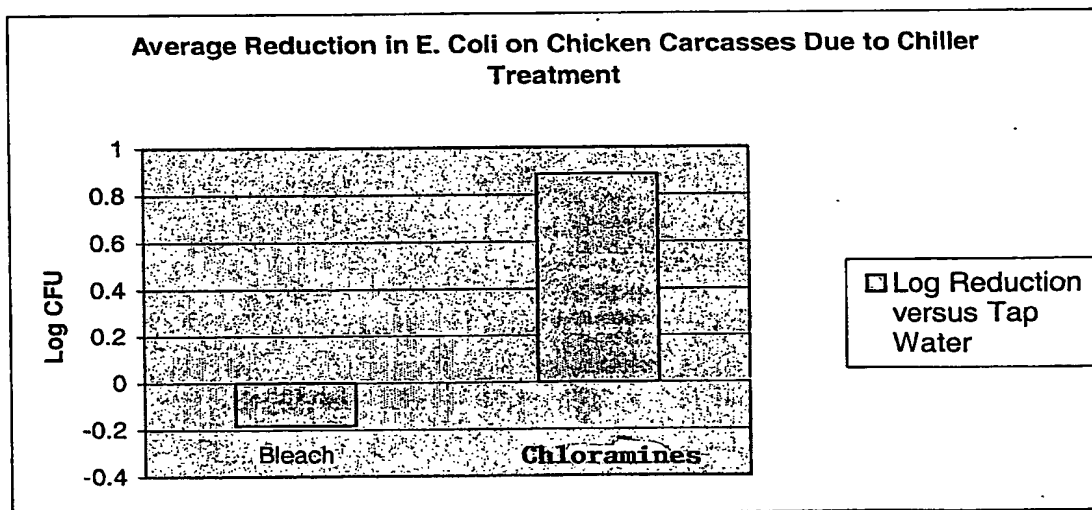 Average Reduction in E. Coli on Chicken Carcasses Due to Chiller
Treatment
1
0.8
0.6
0.4
0.2
0
-0.2
-0.4
Log CFU
Bleach
Chloramines
Log Reduction
versus Tap
Water